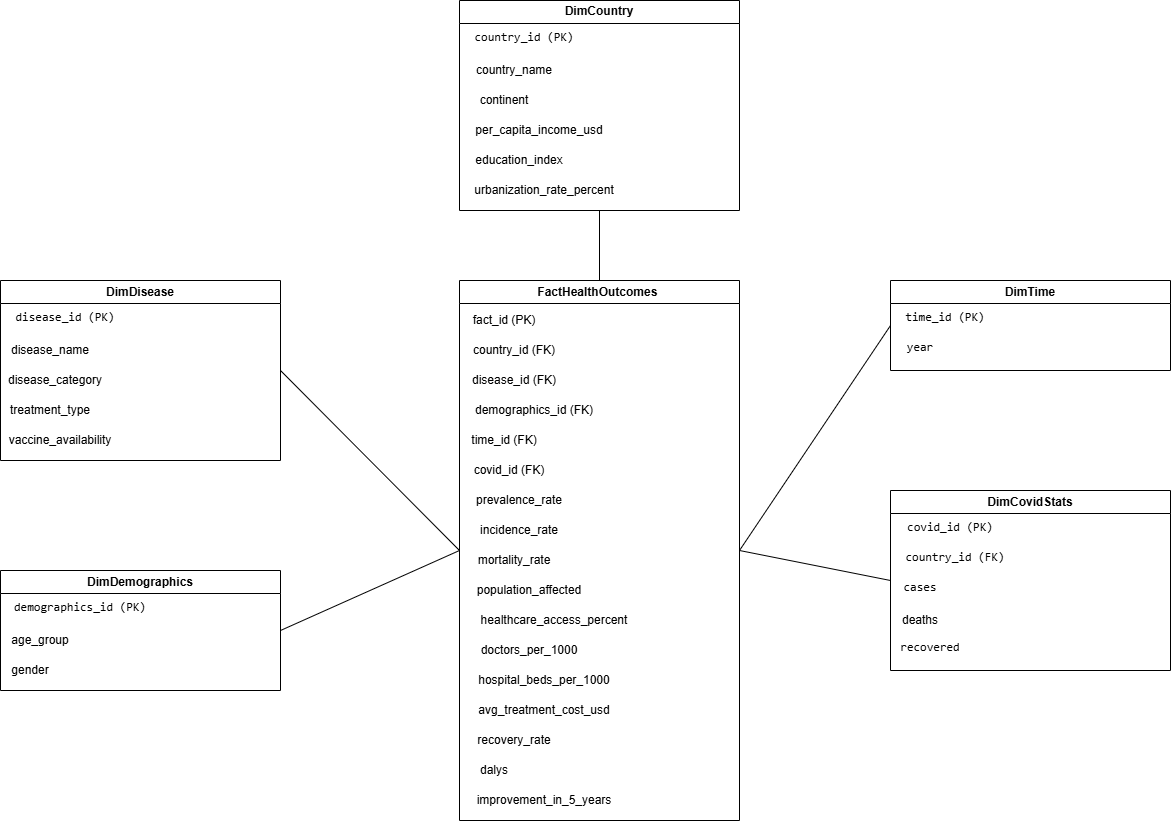 DimCountry
country_id (PK)
country_name
continent
per_capita_income_usd
education_index
urbanization_rate_percent
DimDisease
disease_id (PK)
disease_name
disease_category
treatment_type
vaccine_availability
DimDemographics
demographics_id (PK)
age_group
gender
FactHealthOutcomes
fact_id (PK)
country_id (FK)
disease_id (FK)
demographics_id (FK)
time_id (FK)
covid_id (FK)
prevalence_rate
incidence_rate
mortality_rate
population_affected
healthcare_access_percent
doctors_per_1000
hospital_beds_per_1000
avg_treatment_cost_usd
recovery_rate
dalys
improvement_in_5_years
DimTime
time_id (PK)
year
DimCovidStats
covid_id (PK)
country_id (FK)
cases
deaths
recovered